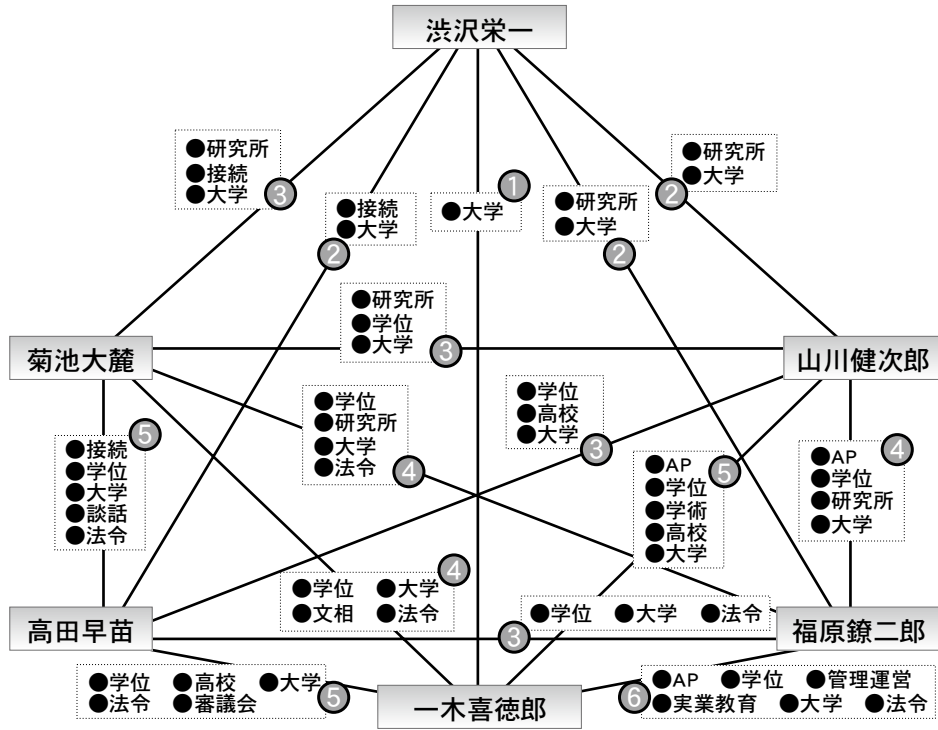 渋沢栄一
●研究所
●接続
●大学
3
●接続
●大学
2
●大学
1
●研究所
●大学
2
●研究所
●大学
2
●研究所
●学位
●大学
3
菊池大麓
山川健次郎
●接続
●学位
●大学
●談話
●法令
5
●学位
●研究所
●大学
●法令
4
●学位
●高校
●大学
3
●AP
●学位
●学術
●高校
●大学
5
●AP
●学位
●研究所
●大学
4
●学位 ●大学
●文相 ●法令
4
●学位 ●大学 ●法令
3
高田早苗
福原鐐二郎
●学位 ●高校 ●大学
●法令 ●審議会
5
一木喜徳郎
●AP ●学位 ●管理運営
●実業教育 ●大学 ●法令
6